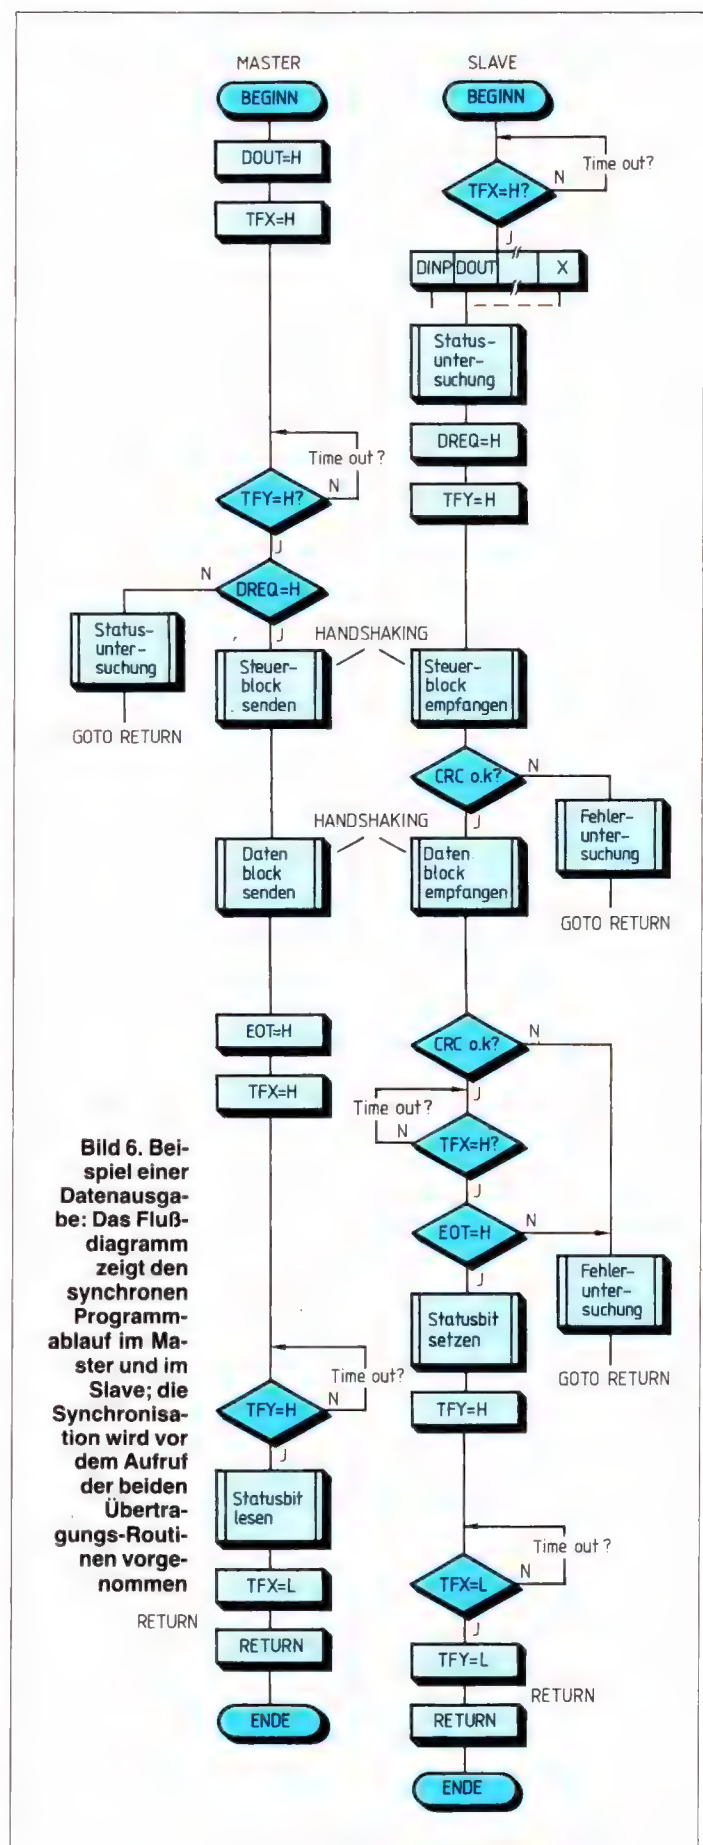 MASTER
BEGINN
DOUT=H
TFX=H
Time out?
TFY=H?
N
J
N
DREQ=H
J
Status-
unter-
suchung
GOTO RETURN
HANDSHAKING
Steuer-
block
senden
HANDSHAKING
Daten
block
senden
EOT=H
TFX=H
Time out?
TFY=H
N
J
Statusbit
lesen
TFX=L
RETURN
RETURN
ENDE
SLAVE
BEGINN
Time out?
TFX=H?
N
J
DINP DOUT // X
Status-
unter-
suchung
DREQ=H
TFY=H
Steuer-
block
empfangen
CRC o.k?
N
J
Fehler-
unter-
suchung
GOTO RETURN
Daten
block
empfangen
CRC o.k?
N
J
Time out?
N
TFX=H?
J
EOT=H
N
J
Fehler-
unter-
suchung
GOTO RETURN
Statusbit
setzen
TFY=H
Time out?
TFX=L
N
J
TFY=L
RETURN
RETURN
ENDE
Bild 6. Bei-
spiel einer
Datenausga-
be: Das Fluß-
diagramm
zeigt den
synchronen
Programm-
ablauf im Ma-
ster und im
Slave; die
Synchronisa-
tion wird vor
dem Aufruf
der beiden
Übertra-
gungs-Routi-
nen vorge-
nommen